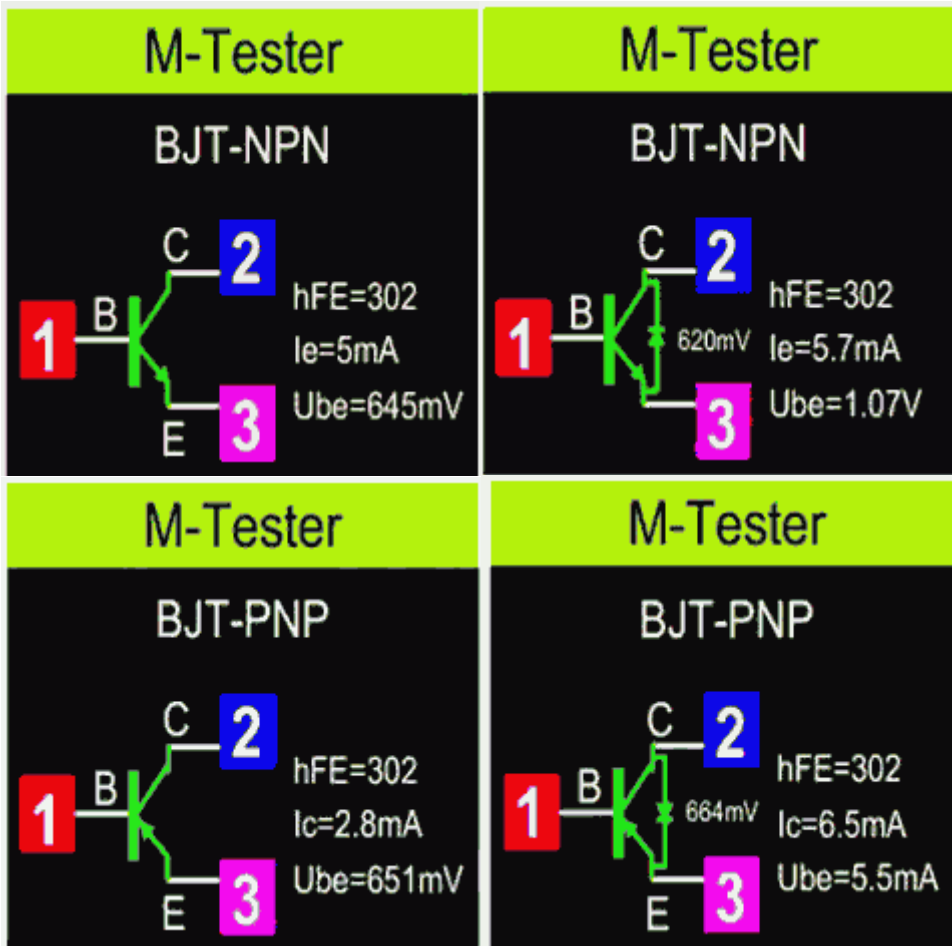 M-Tester
BJT-NPN
C 2
1 B
hFE=302
Ie=5mA
Ube=645mV
E 3
M-Tester
BJT-NPN
C 2
1 B
620mV
hFE=302
Ie=5.7mA
Ube=1.07V
3
M-Tester
BJT-PNP
C 2
1 B
hFE=302
Ic=2.8mA
Ube=651mV
E 3
M-Tester
BJT-PNP
C 2
1 B
664mV
hFE=302
Ic=6.5mA
Ube=5.5mA
E 3